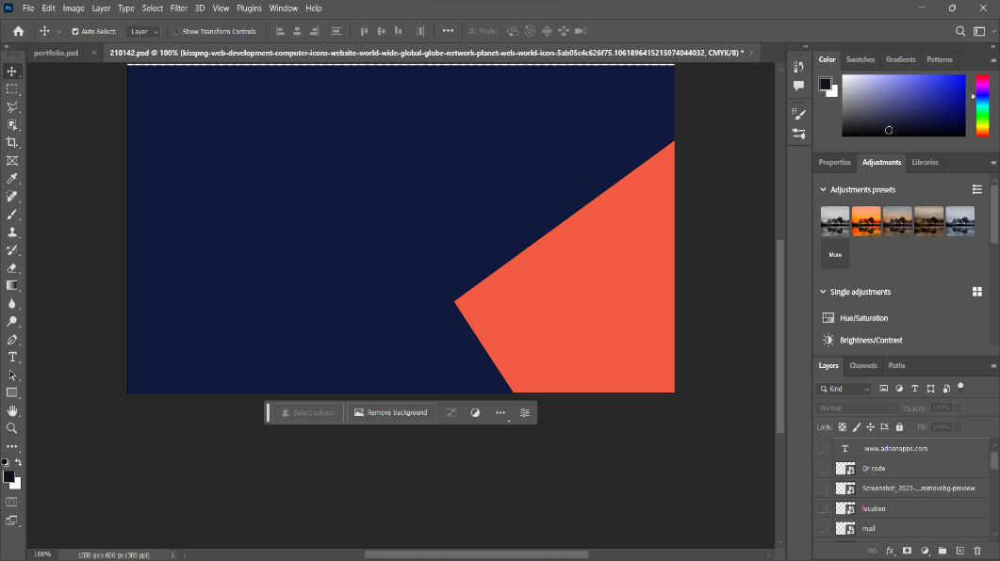 Ps File Edit Image Layer Type Select Filter 3D View Plugins Window Help
Auto-Select: Layer Show Transform Controls 3D Mode:
portfolio.psd
210142.psd @ 100% (kisspng-web-development-computer-icons-website-world-wide-global-globe-network-planet-web-world-icon-5ab05c4c626f75.1061896415215074044032, CMYK/8) *
Color Swatches Gradients Patterns
Properties Adjustments Libraries
Adjustments presets
More
Single adjustments
Hue/Saturation
Brightness/Contrast
Layers Channels Paths
Kind
Normal Opacity: 100%
Lock: Fill: 100%
T www.adnanapps.com
Qr code
Screenshot_2023-...removebg-preview
location
mail
Select subject Remove background
100% 1050 px x 600 px (300 ppi)